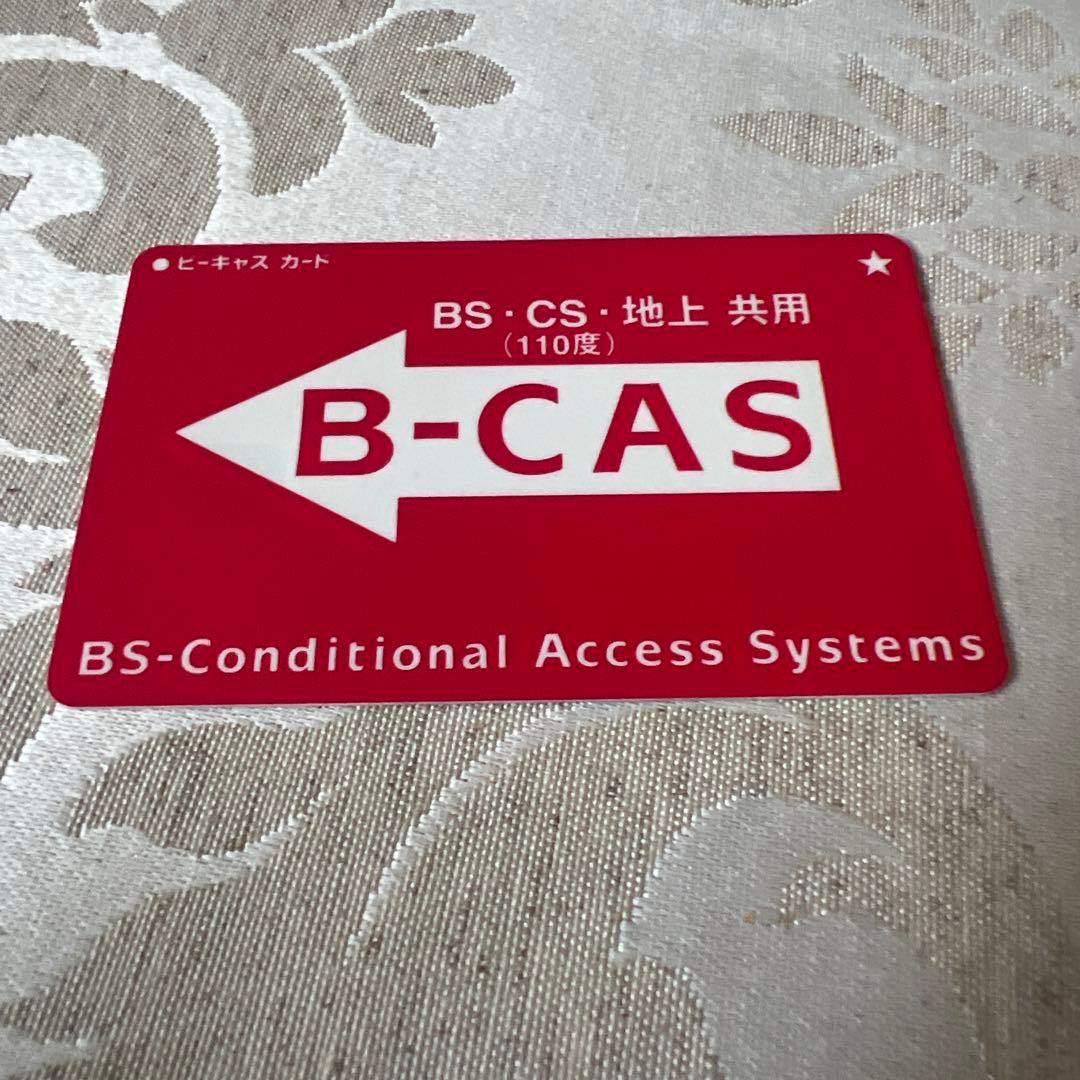 ● ビーキャス カード ★
BS・CS・地上 共用
(110度)
B-CAS
BS-Conditional Access Systems